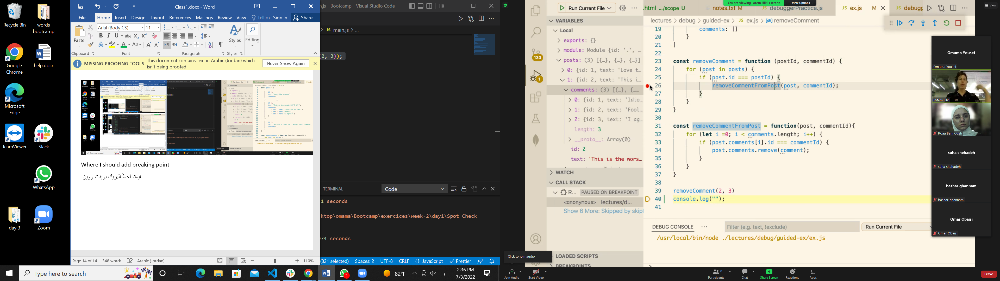 Recycle Bin
words bootcamp
Google Chrome
help.docx
Microsoft Edge
TeamViewer
Slack
WhatsApp
day 3
Zoom
Class1.docx - Word
File Home Insert Design Layout References Mailings Review View Tell m Sign in Share
Paste
Arial (Body CS) 11
Styles
Editing
Clipboard Font Paragraph Styles
MISSING PROOFING TOOLS This document contains text in Arabic (Jordan) which isn't being proofed. Never Show Again
Where I should add breaking point
ايمتا احط البريك بوينت ووين
Page 14 of 14 348 words Arabic (Jordan) 110%
.js - Bootcamp - Visual Studio Code
JS main.js > ...
2, 3));
TERMINAL Code
1 seconds
ktop\omama\Bootcamp\exercices\week-2\day1\Spot Check
74 seconds
(821 selected) Spaces: 2 UTF-8 CRLF {} JavaScript Prettier
Type here to search
1
82°F
2:36 PM
7/3/2022
You are viewing Lotem Hiki's screen View Options
View
Run Current File
.html .../scope U notes.txt M debuggerPractice.js JS ex.js M JS debugg
lectures > debug > guided-ex > JS ex.js > removeComment
130
1
VARIABLES
Local
exports: {}
module: Module {id: '.', …
posts: (3) [{…}, {…}, {…}]
0: {id: 1, text: 'Love t…
1: {id: 2, text: 'This i…
comments: (3) [{…}, {……
0: {id: 1, text: 'Idio…
1: {id: 2, text: 'Fool…
2: {id: 3, text: 'I ag…
length: 3
__proto__: Array(0)
id: 2
text: 'This is the wors…
WATCH
CALL STACK
R... PAUSED ON BREAKPOINT
<anonymous> lectures/d...
Show 6 More: Skipped by skip
LOADED SCRIPTS
BREAKPOINTS
19 comments: []
20 }
21 ]
22
23 const removeComment = function (postId, commentId) {
24 for (post in posts) {
25 if (post.id === postId) {
26 removeCommentFromPost(post, commentId);
27 }
28 }
29 }
30
31 const removeCommentFromPost = function(post, commentId){
32 for (let i =0; i < comments.length; i++) {
33 if (post.comments[i].id === commentId) {
34 post.comments.remove(comment);
35 }
36 }
37 }
38
39 removeComment(2, 3)
40 console.log("");
41
DEBUG CONSOLE Filter (e.g. text, !exclude) Run Current File
/usr/local/bin/node ./lectures/debug/guided-ex/ex.js
Omama Yousef
Omama Yousef
Lotem Hiki
Roaa Bani odeh
suha shehadeh
suha shehadeh
bashar ghannam
bashar ghannam
Omar Obaisi
Omar Obaisi
Click to join audio
Join Audio Start Video Participants 8 Chat Share Screen Reactions Apps Leave